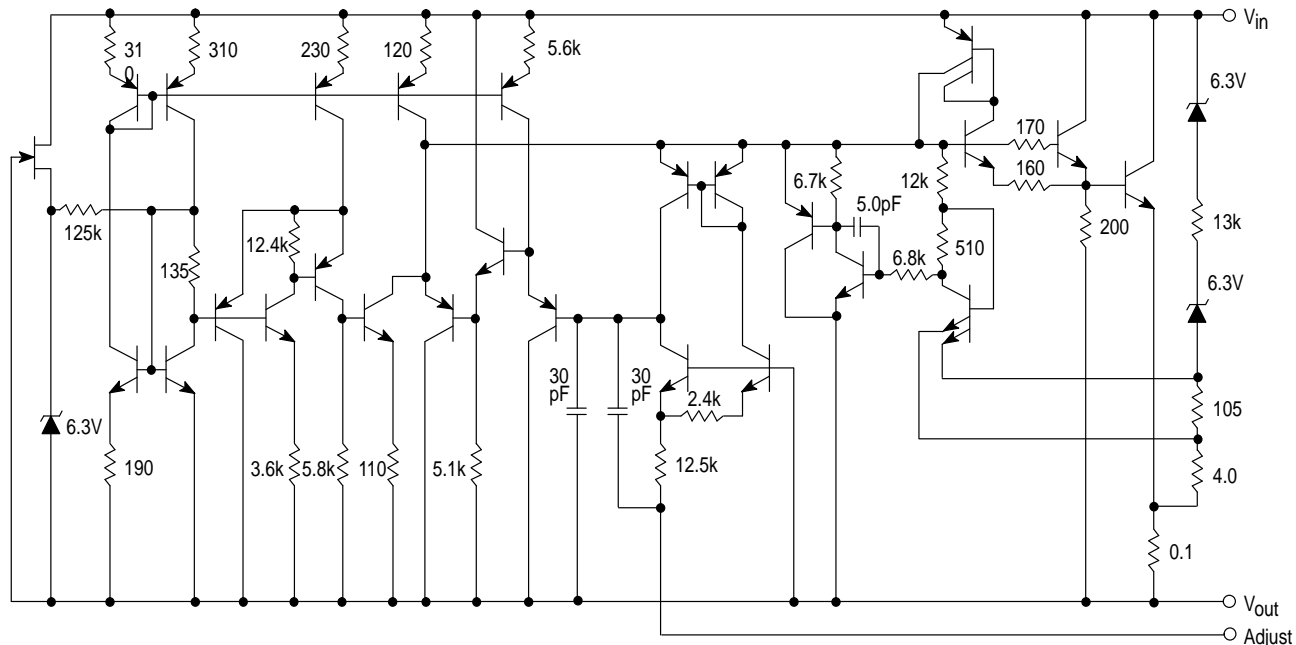 31
0
310
230
120
5.6k
Vin
6.3V
170
160
6.7k
12k
5.0pF
200
13k
125k
12.4k
135
510
6.8k
6.3V
30
pF
30
pF
2.4k
105
6.3V
190
3.6k
5.8k
110
5.1k
12.5k
4.0
0.1
Vout
Adjust